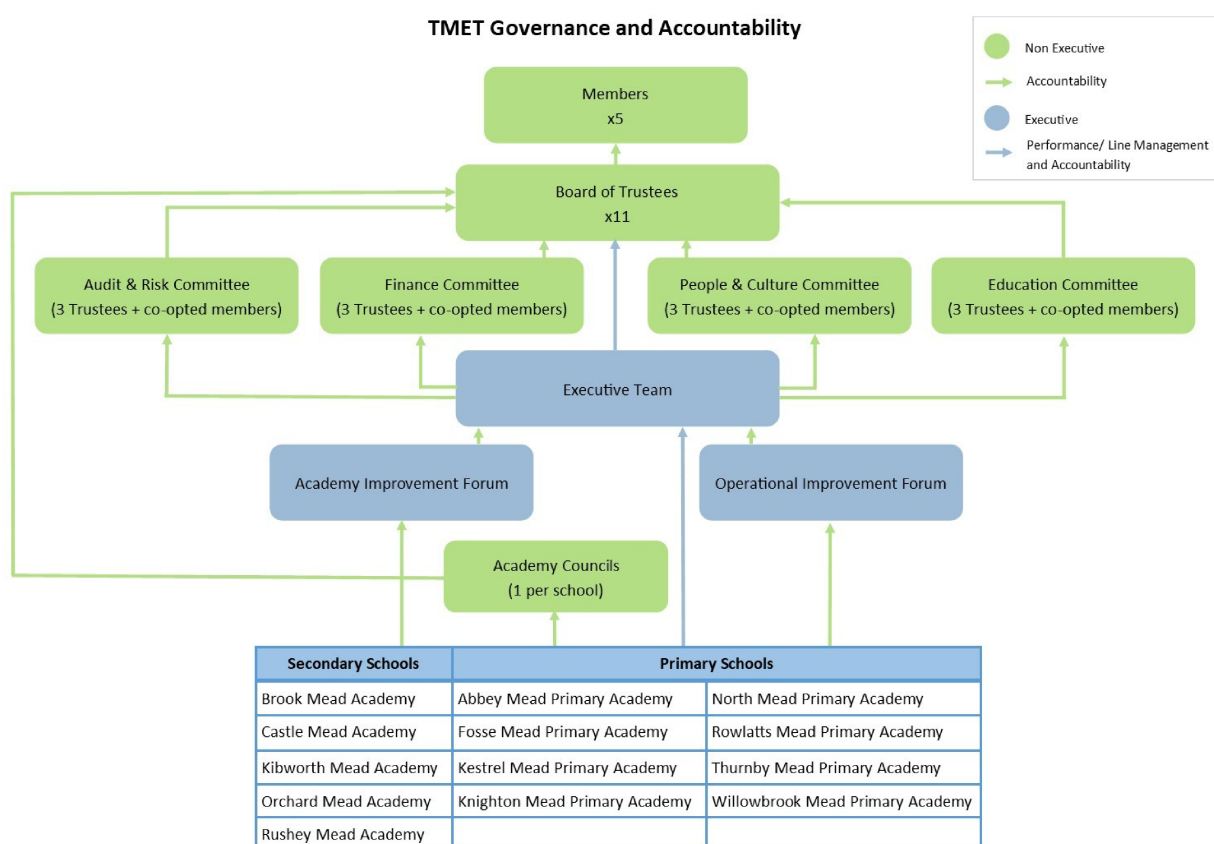 TMET Governance and Accountability
Non Executive
Accountability
Executive
Performance/ Line Management
and Accountability
Members
x5
Board of Trustees
x11
Audit & Risk Committee
(3 Trustees + co-opted members)
Finance Committee
(3 Trustees + co-opted members)
People & Culture Committee
(3 Trustees + co-opted members)
Education Committee
(3 Trustees + co-opted members)
Executive Team
Academy Improvement Forum
Operational Improvement Forum
Academy Councils
(1 per school)
Secondary Schools Primary Schools
Brook Mead Academy Abbey Mead Primary Academy North Mead Primary Academy
Castle Mead Academy Fosse Mead Primary Academy Rowlatts Mead Primary Academy
Kibworth Mead Academy Kestrel Mead Primary Academy Thurnby Mead Primary Academy
Orchard Mead Academy Knighton Mead Primary Academy Willowbrook Mead Primary Academy
Rushey Mead Academy